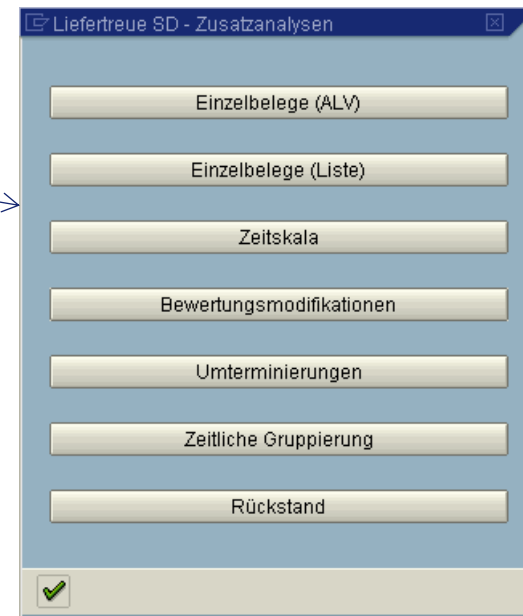 Liefertreue SD - Zusatzanalysen
Einzelbelege (ALV)
Einzelbelege (Liste)
Zeitskala
Bewertungsmodifikationen
Umterminierungen
Zeitliche Gruppierung
Rückstand